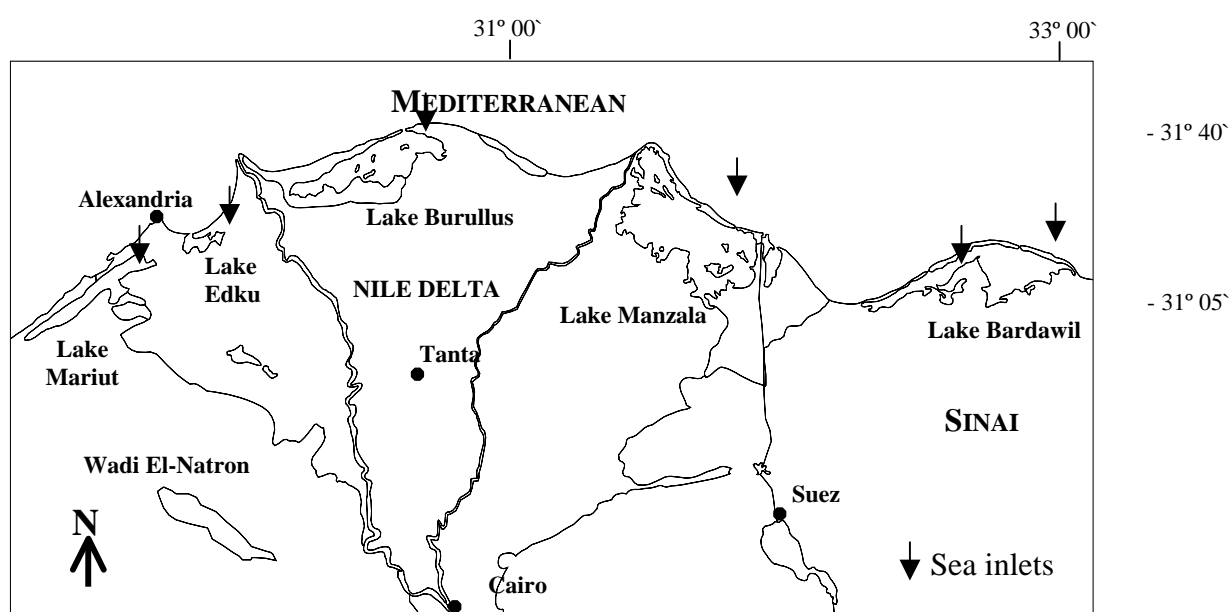 31º 00`
33º 00`
MEDITERRANEAN
- 31º 40`
Alexandria
Lake Burullus
Lake
Edku
NILE DELTA
Lake Manzala
- 31º 05`
Lake Bardawil
Lake
Mariut
Tanta
SINAI
Wadi El-Natron
Suez
N
Sea inlets
Cairo